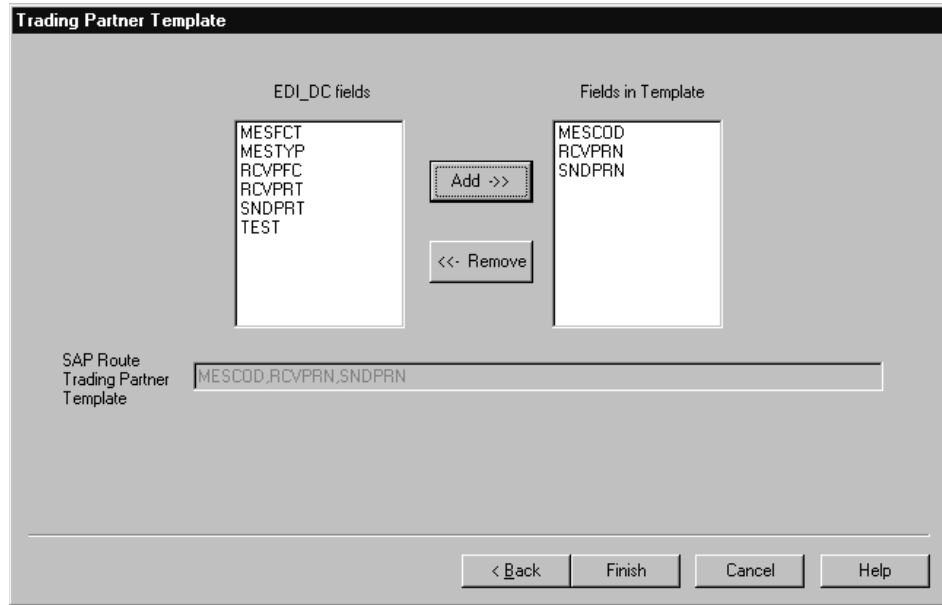 Trading Partner Template
EDI_DC fields
Fields in Template
MESFCT
MESTYP
RCVPFC
RCVPRT
SNDPRT
TEST
Add ->>
<<- Remove
MESCOD
RCVPRN
SNDPRN
SAP Route
Trading Partner
Template
MESCOD,RCVPRN,SNDPRN
< Back
Finish
Cancel
Help